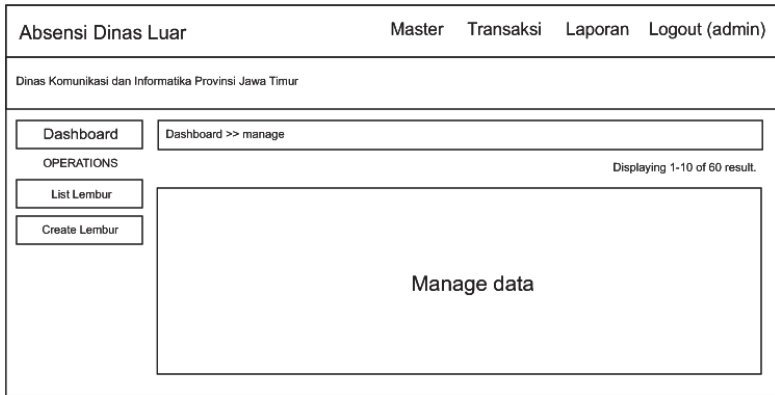 Absensi Dinas Luar Master Transaksi Laporan Logout (admin)
Dinas Komunikasi dan Informatika Provinsi Jawa Timur
Dashboard
Dashboard >> manage
OPERATIONS
Displaying 1-10 of 60 result.
List Lembur
Create Lembur
Manage data